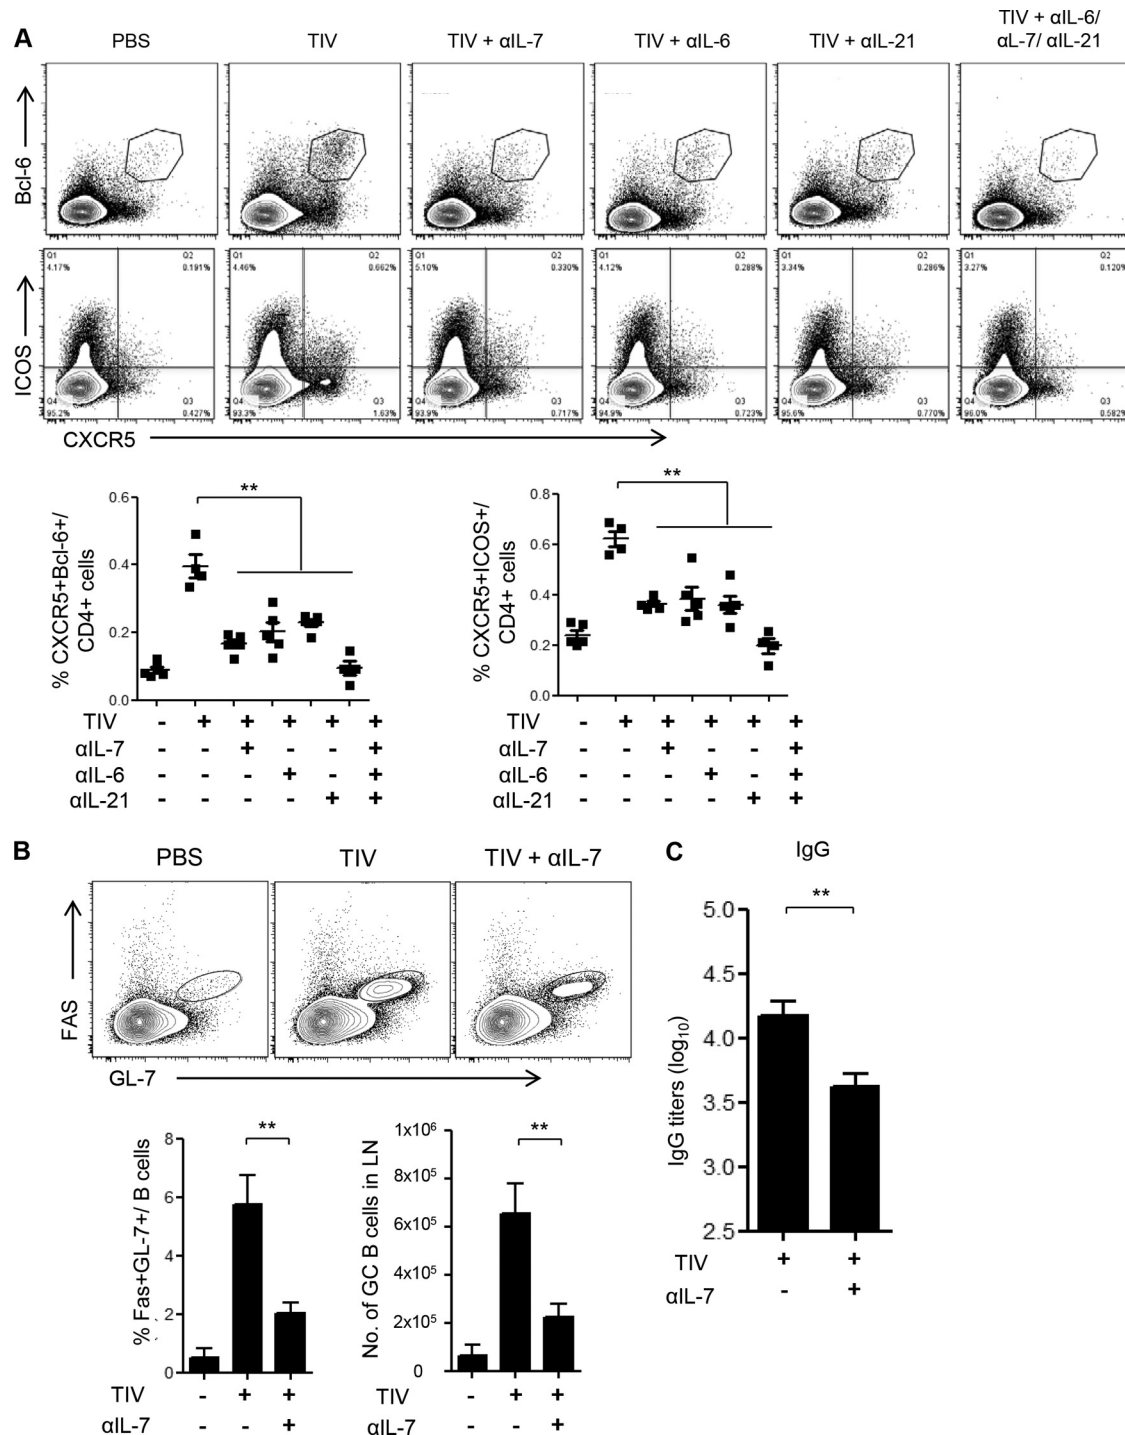 A
PBS
TIV
TIV + αIL-7
TIV + αIL-6
TIV + αIL-21
TIV + αIL-6/
αL-7/ αIL-21
Bcl-6
ICOS
Q1
4.17%
Q2
0.191%
Q4
95.2%
Q3
0.427%
Q1
4.46%
Q2
0.662%
Q4
93.3%
Q3
1.63%
Q1
5.10%
Q2
0.330%
Q4
93.9%
Q3
0.717%
Q1
4.12%
Q2
0.288%
Q4
94.9%
Q3
0.723%
Q1
3.34%
Q2
0.286%
Q4
95.6%
Q3
0.770%
Q1
3.27%
Q2
0.120%
Q4
96.0%
Q3
0.582%
CXCR5
% CXCR5+Bcl-6+/
CD4+ cells
0.6
0.4
0.2
0.0
**
TIV - + + + + +
αIL-7 - - + - - +
αIL-6 - - - + - +
αIL-21 - - - - + +
% CXCR5+ICOS+/
CD4+ cells
0.8
0.6
0.4
0.2
0.0
**
TIV - + + + + +
αIL-7 - - + - - +
αIL-6 - - - + - +
αIL-21 - - - - + +
B
PBS
TIV
TIV + αIL-7
FAS
GL-7
% Fas+GL-7+/ B cells
8
6
4
2
0
**
TIV - + +
αIL-7 - - +
No. of GC B cells in LN
1x10⁶
8x10⁵
6x10⁵
4x10⁵
2x10⁵
0
**
TIV - + +
αIL-7 - - +
C
IgG
IgG titers (log₁₀)
5.0
4.5
4.0
3.5
3.0
2.5
**
TIV + +
αIL-7 - +